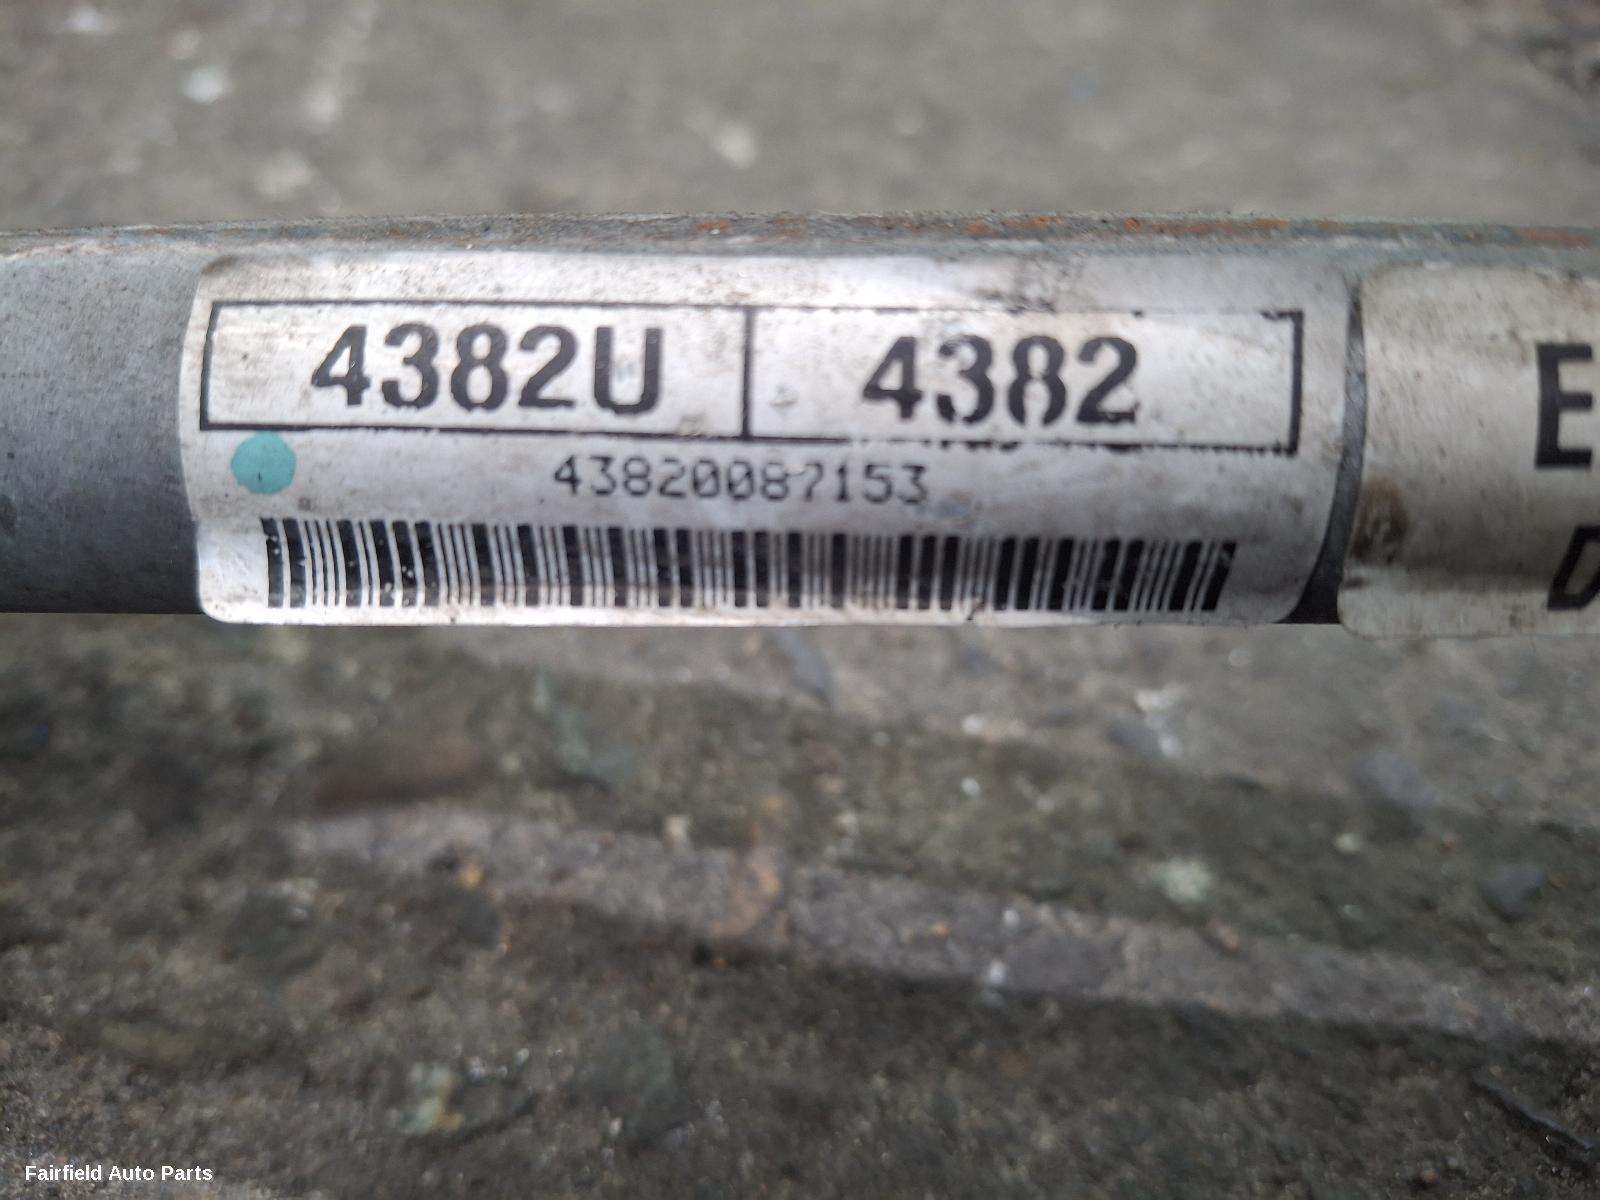 4382U 4382
43820087153
E
D
Fairfield Auto Parts